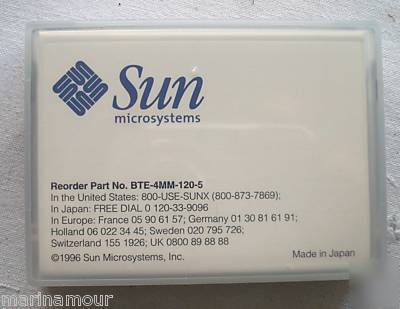 Sun
microsystems
Reorder Part No. BTE-4MM-120-5
In the United States: 800-USE-SUNX (800-873-7869);
In Japan: FREE DIAL 0 120-33-9096
In Europe: France 05 90 61 57; Germany 01 30 81 61 91;
Holland 06 022 34 45; Sweden 020 795 726;
Switzerland 155 1926; UK 0800 89 88 88
©1996 Sun Microsystems, Inc.
Made in Japan
marinamour